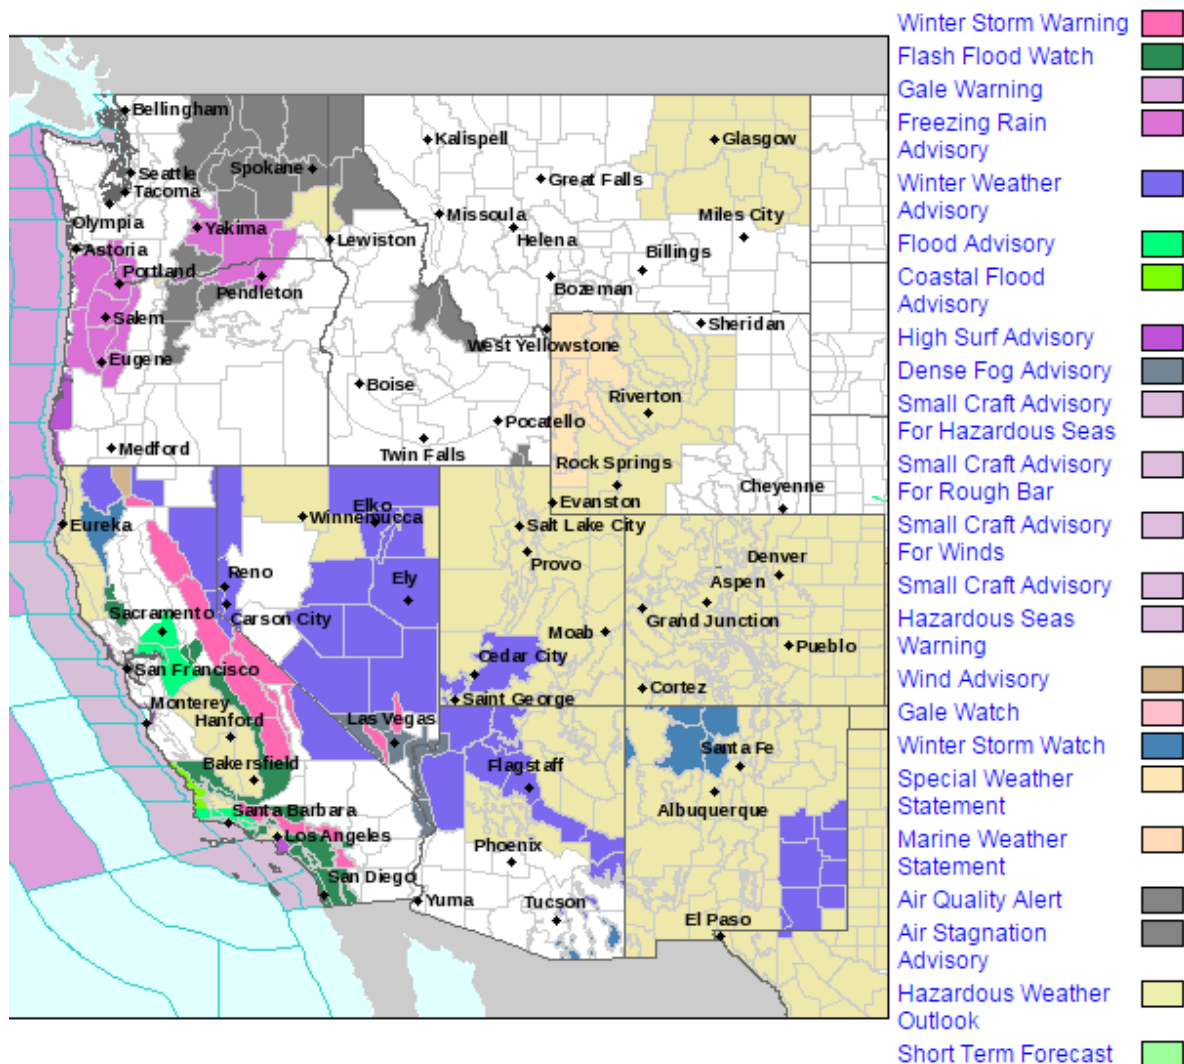 Winter Storm Warning
Flash Flood Watch
Gale Warning
Freezing Rain
Advisory
Winter Weather
Advisory
Flood Advisory
Coastal Flood
Advisory
High Surf Advisory
Dense Fog Advisory
Small Craft Advisory
For Hazardous Seas
Small Craft Advisory
For Rough Bar
Small Craft Advisory
For Winds
Small Craft Advisory
Hazardous Seas
Warning
Wind Advisory
Gale Watch
Winter Storm Watch
Special Weather
Statement
Marine Weather
Statement
Air Quality Alert
Air Stagnation
Advisory
Hazardous Weather
Outlook
Short Term Forecast
Bellingham
Seattle
Tacoma
Olympia
Spokane
Yakima
Astoria
Portland
Pendleton
Salem
Eugene
Medford
Kalispell
Great Falls
Glasgow
Missoula
Helena
Miles City
Lewiston
Billings
Bozeman
West Yellowstone
Sheridan
Boise
Riverton
Pocatello
Twin Falls
Rock Springs
Cheyenne
Evanston
Eureka
Winnemucca
Elko
Salt Lake City
Provo
Denver
Aspen
Reno
Ely
Sacramento
Carson City
Moab
Grand Junction
Pueblo
San Francisco
Cedar City
Saint George
Cortez
Monterey
Hanford
Las Vegas
Bakersfield
Flagstaff
Santa Fe
Albuquerque
Santa Barbara
Los Angeles
Phoenix
San Diego
Yuma
Tucson
El Paso